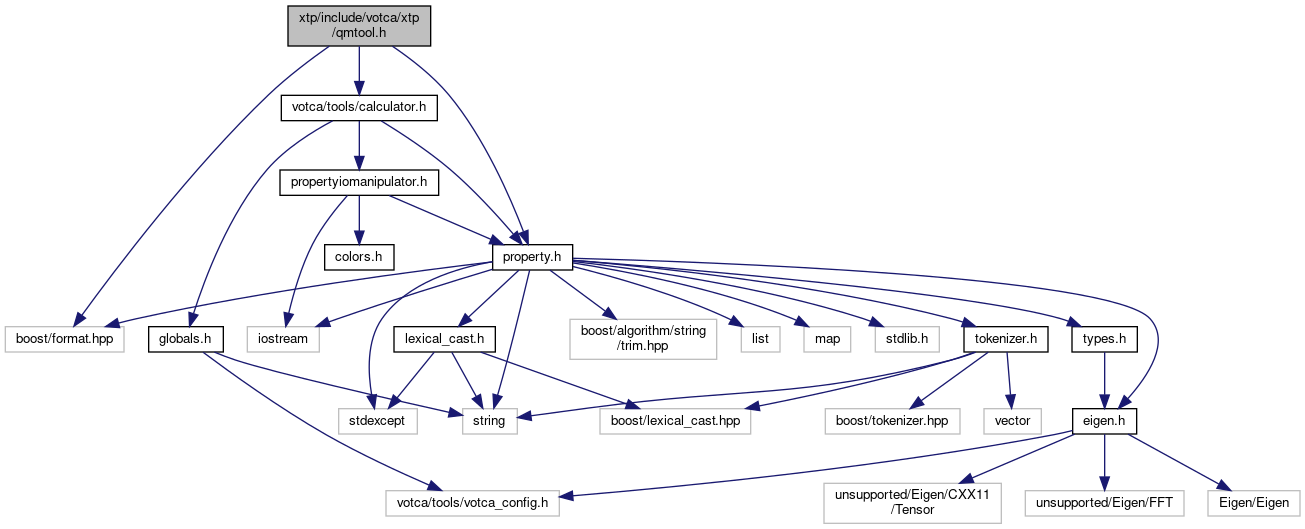 xtp/include/votca/xtp
/qmtool.h
votca/tools/calculator.h
propertyiomanipulator.h
colors.h
property.h
boost/format.hpp
globals.h
iostream
lexical_cast.h
boost/algorithm/string
/trim.hpp
list
map
stdlib.h
tokenizer.h
types.h
stdexcept
string
boost/lexical_cast.hpp
boost/tokenizer.hpp
vector
eigen.h
votca/tools/votca_config.h
unsupported/Eigen/CXX11
/Tensor
unsupported/Eigen/FFT
Eigen/Eigen